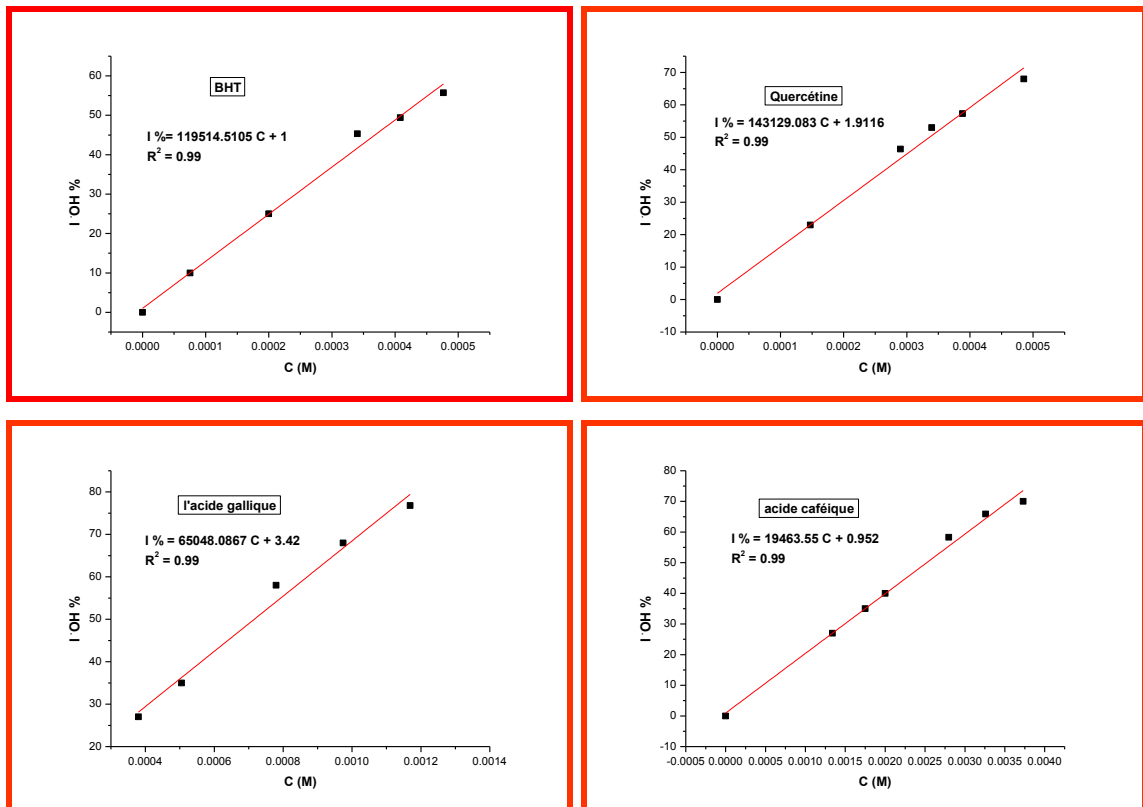 BHT
I %= 119514.5105 C + 1
R² = 0.99
I ˙OH %
60
50
40
30
20
10
0
0.0000 0.0001 0.0002 0.0003 0.0004 0.0005
C (M)
Quercétine
I % = 143129.083 C + 1.9116
R² = 0.99
I ˙OH %
70
60
50
40
30
20
10
0
-10
0.0000 0.0001 0.0002 0.0003 0.0004 0.0005
C (M)
l'acide gallique
I % = 65048.0867 C + 3.42
R² = 0.99
I ˙OH %
80
70
60
50
40
30
20
0.0004 0.0006 0.0008 0.0010 0.0012 0.0014
C (M)
acide caféique
I % = 19463.55 C + 0.952
R² = 0.99
I ˙OH %
80
70
60
50
40
30
20
10
0
-10
-0.0005 0.0000 0.0005 0.0010 0.0015 0.0020 0.0025 0.0030 0.0035 0.0040
C (M)